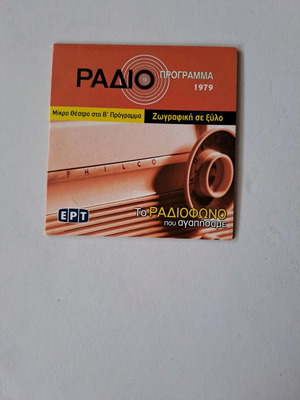 ΡΑΔΙΟ ΠΡΟΓΡΑΜΜΑ
1979
Μικρό Θέατρο στο Β' Πρόγραμμα
Ζωγραφική σε ξύλο
PHILCO
ΕΡΤ
Το ΡΑΔΙΟΦΩΝΟ
που αγαπήσαμε